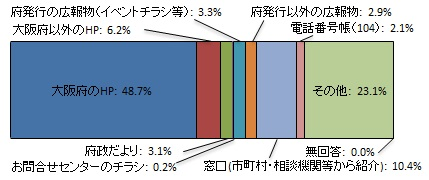 府発行の広報物(イベントチラシ等): 3.3%
府発行以外の広報物: 2.9%
大阪府以外のHP: 6.2%
電話番号帳(104): 2.1%
大阪府のHP: 48.7%
その他: 23.1%
府政だより: 3.1%
無回答: 0.0%
お問合せセンターのチラシ: 0.2%
窓口(市町村・相談機関等から紹介): 10.4%